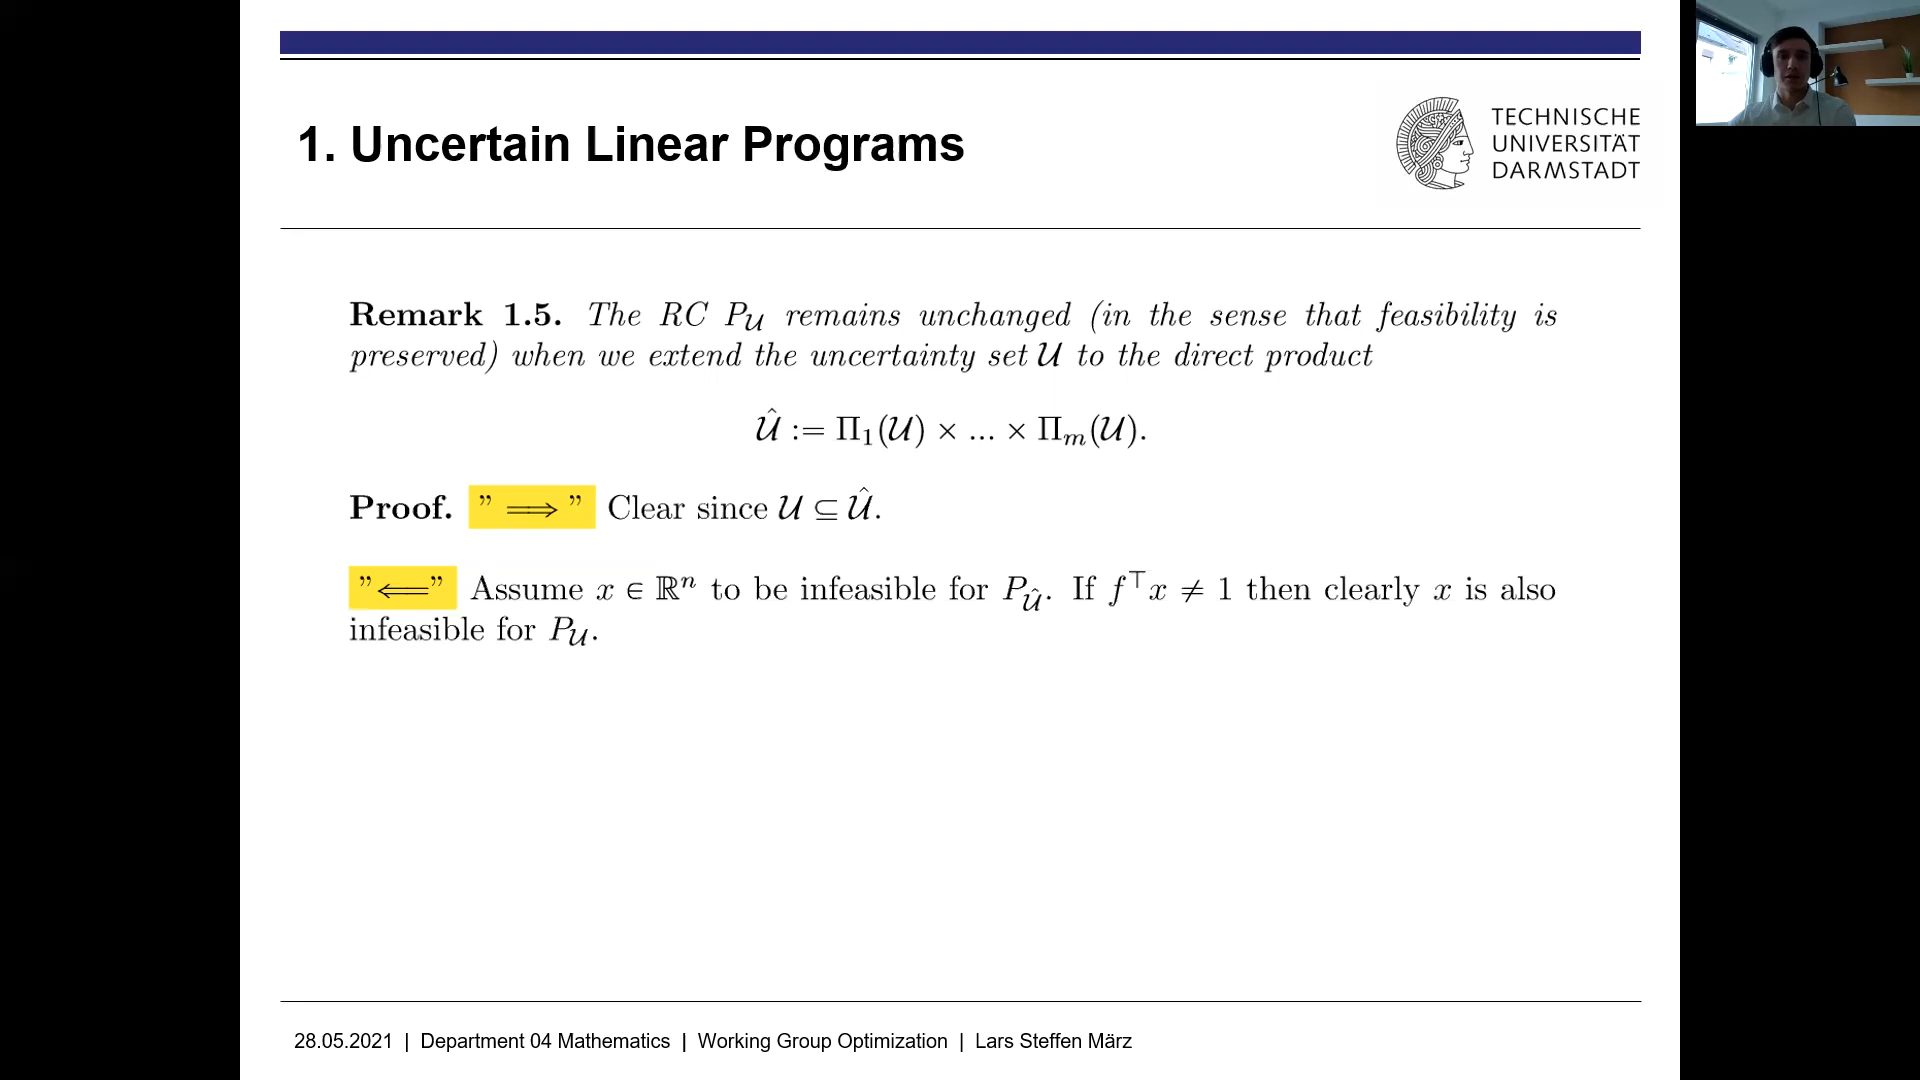 1. Uncertain Linear Programs
TECHNISCHE
UNIVERSITÄT
DARMSTADT
Remark 1.5. The RC P_𝒰 remains unchanged (in the sense that feasibility is
preserved) when we extend the uncertainty set 𝒰 to the direct product
𝒰̂ := Π₁(𝒰) × ... × Πₘ(𝒰).
Proof. ” ⟹ ” Clear since 𝒰 ⊆ 𝒰̂.
”⟸” Assume x ∈ ℝⁿ to be infeasible for P_𝒰̂. If f^⊤x ≠ 1 then clearly x is also
infeasible for P_𝒰.
28.05.2021 | Department 04 Mathematics | Working Group Optimization | Lars Steffen März